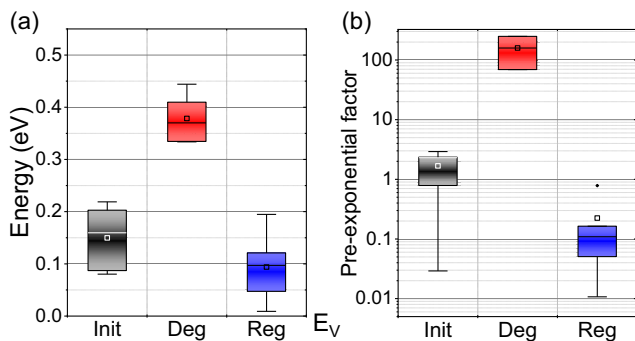 (a)
Energy (eV)
0.5
0.4
0.3
0.2
0.1
0.0
Init Deg Reg
E_V
(b)
Pre-exponential factor
100
10
1
0.1
0.01
Init Deg Reg